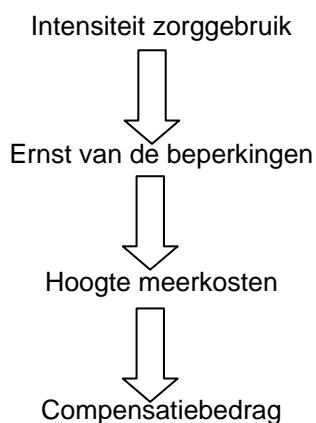 Intensiteit zorggebruik
Ernst van de beperkingen
Hoogte meerkosten
Compensatiebedrag